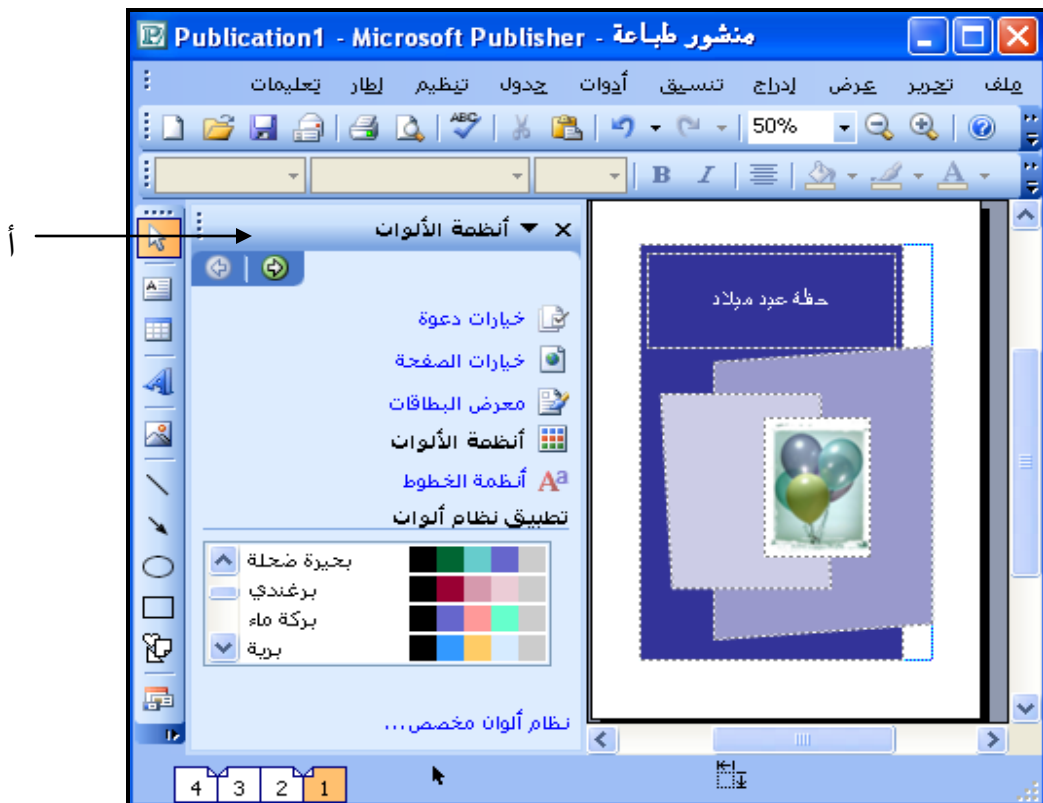 Publication1 - Microsoft Publisher - منشور طباعة
ملف تحرير عرض إدراج تنسيق أدوات جدول تنظيم إطار تعليمات
ABC 50%
B I A
أ
أنظمة الألوان
خيارات دعوة
خيارات الصفحة
معرض البطاقات
أنظمة الألوان
Aa أنظمة الخطوط
تطبيق نظام ألوان
بحيرة ضحلة
برغندي
بركة ماء
برية
نظام ألوان مخصص...
حفلة عيد ميلاد
4 3 2 1